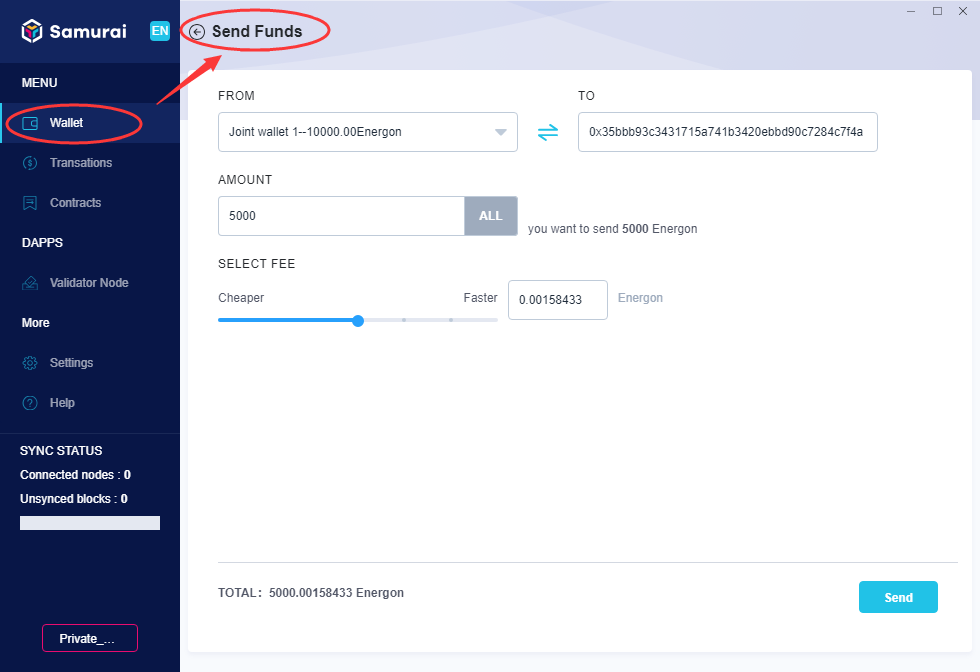 Samurai
EN
MENU
Wallet
Transations
Contracts
DAPPS
Validator Node
More
Settings
Help
SYNC STATUS
Connected nodes : 0
Unsynced blocks : 0
Private_...
Send Funds
FROM
TO
Joint wallet 1--10000.00Energon
0x35bbb93c3431715a741b3420ebbd90c7284c7f4a
AMOUNT
5000
ALL
you want to send 5000 Energon
SELECT FEE
Cheaper
Faster
0.00158433
Energon
TOTAL: 5000.00158433 Energon
Send